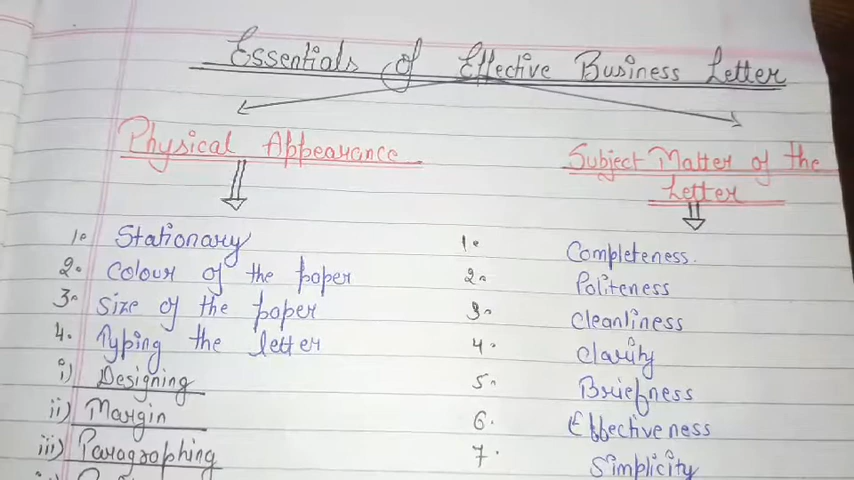 Essentials of Effective Business Letter
Physical Appearance
1. Stationary
2. Colour of the paper
3. Size of the paper
4. Typing the letter
i) Designing
ii) Margin
iii) Paragraphing
Subject Matter of the
Letter
1. Completeness.
2. Politeness
3. Cleanliness
4. Clarity
5. Briefness
6. Effectiveness
7. Simplicity